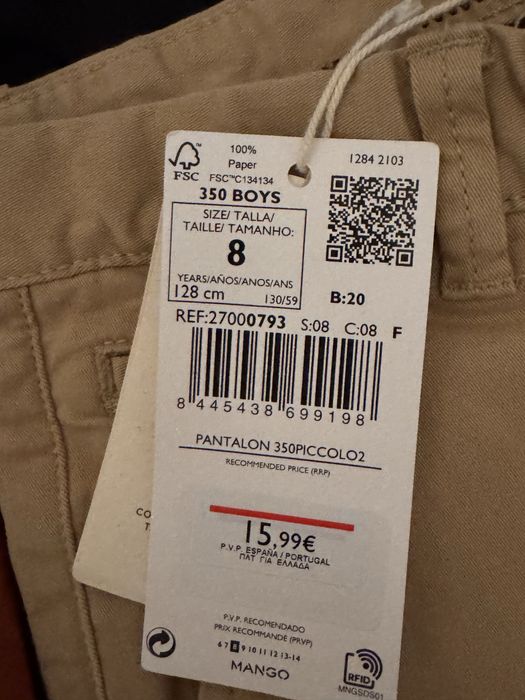 100%
Paper
FSC™C134134
FSC
1284 2103
350 BOYS
SIZE/ TALLA/
TAILLE/ TAMANHO:
8
YEARS/AÑOS/ANOS/ANS
128 cm 130/59
B:20
REF:27000793 S:08 C:08 F
8 445438 699198
PANTALON 350PICCOLO2
RECOMMENDED PRICE (RRP)
15,99€
P.V.P. ESPAÑA / PORTUGAL
ΠΛΤ ΓΙΑ ΕΛΛΑΔΑ
P.V.P. RECOMENDADO
PRIX RECOMMANDE (PRVP)
6 7 8 9 10 11 12 13-14
MANGO
RFID
MNGSDS01
CO
T